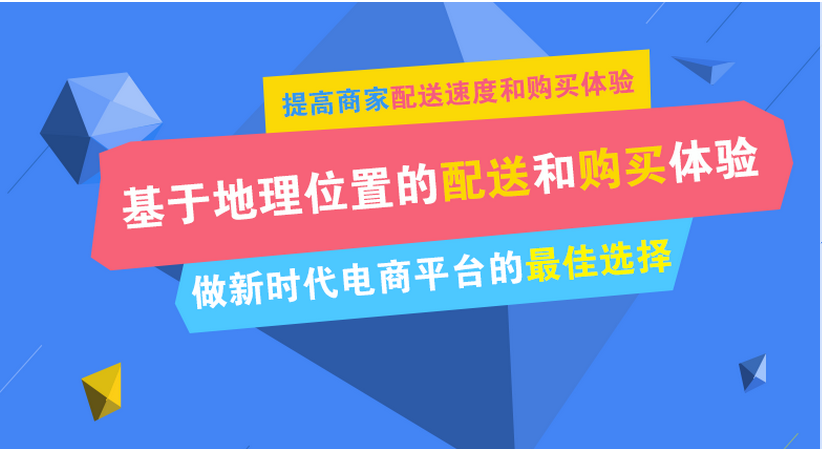 提高商家配送速度和购买体验
基于地理位置的配送和购买体验
做新时代电商平台的最佳选择